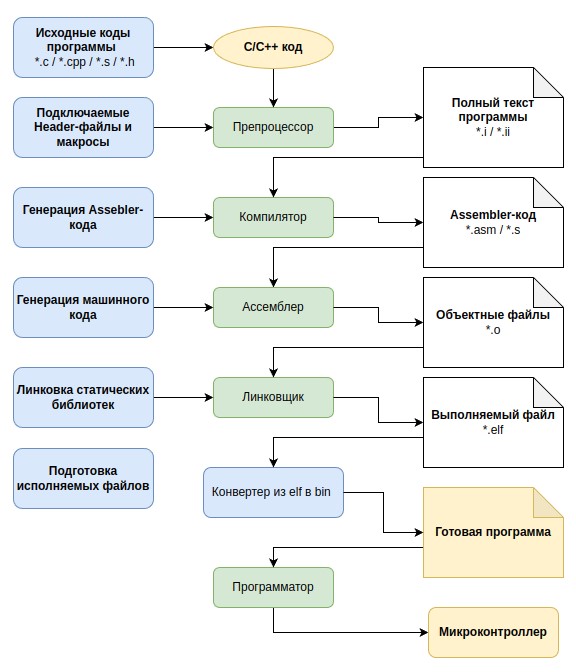 Исходные коды
программы
*.c / *.cpp / *.s / *.h
C/C++ код
Подключаемые
Header-файлы и
макросы
Препроцессор
Полный текст
программы
*.i / *.ii
Генерация Assebler-
кода
Компилятор
Assembler-код
*.asm / *.s
Генерация машинного
кода
Ассемблер
Объектные файлы
*.o
Линковка статических
библиотек
Линковщик
Выполняемый файл
*.elf
Подготовка
исполняемых файлов
Конвертер из elf в bin
Готовая программа
Программатор
Микроконтроллер